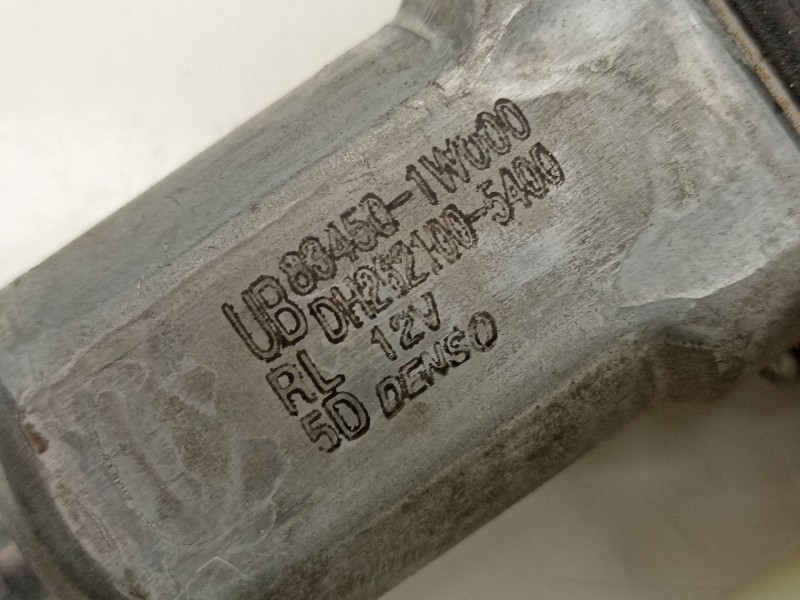 UB 83450-1W000
DH262100-5400
RL 12V
5D DENSO